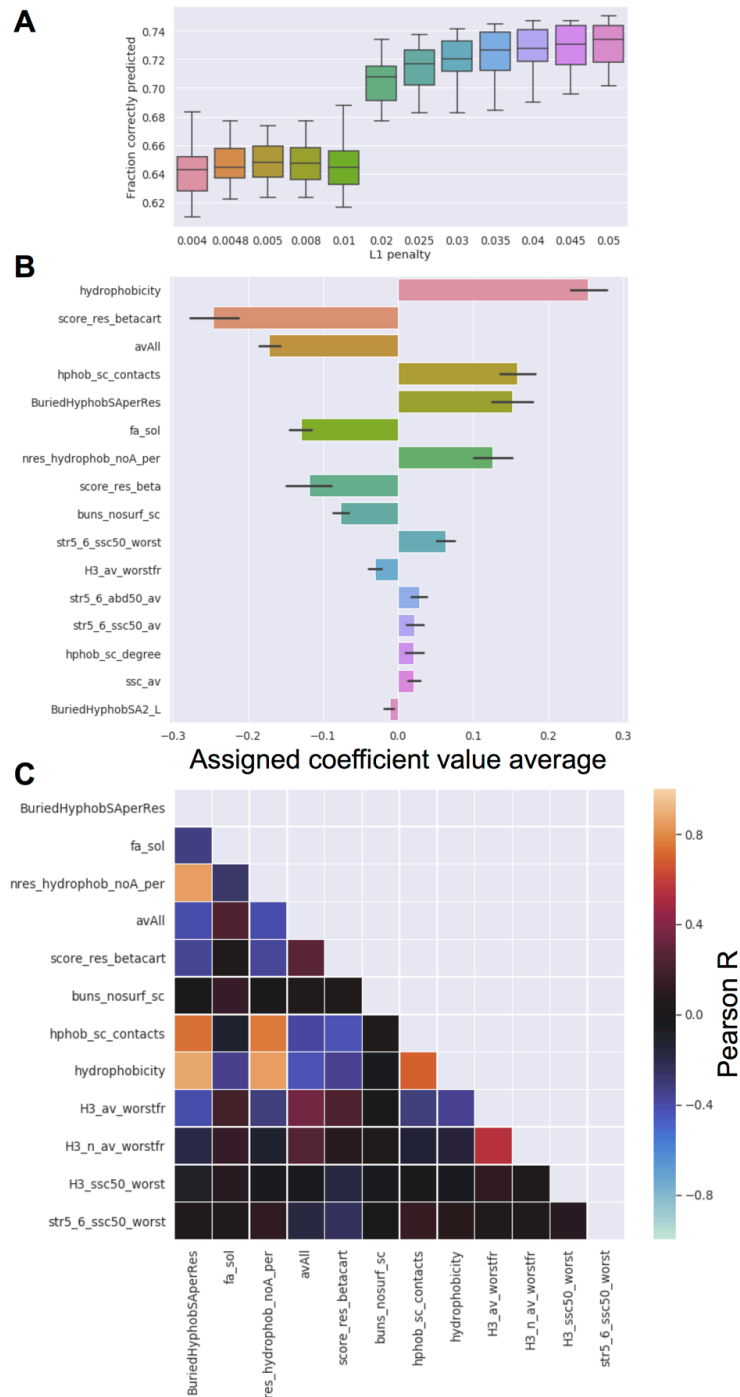 A
Fraction correctly predicted
0.74
0.72
0.70
0.68
0.66
0.64
0.62
0.004 0.0048 0.005 0.008 0.01 0.02 0.025 0.03 0.035 0.04 0.045 0.05
L1 penalty
B
hydrophobicity
score_res_betacart
avAll
hphob_sc_contacts
BuriedHyphobSAperRes
fa_sol
nres_hydrophob_noA_per
score_res_beta
buns_nosurf_sc
str5_6_ssc50_worst
H3_av_worstfr
str5_6_abd50_av
str5_6_ssc50_av
hphob_sc_degree
ssc_av
BuriedHyphobSA2_L
−0.3 −0.2 −0.1 0.0 0.1 0.2 0.3
Assigned coefficient value average
C
BuriedHyphobSAperRes
fa_sol
nres_hydrophob_noA_per
avAll
score_res_betacart
buns_nosurf_sc
hphob_sc_contacts
hydrophobicity
H3_av_worstfr
H3_n_av_worstfr
H3_ssc50_worst
str5_6_ssc50_worst
BuriedHyphobSAperRes
fa_sol
res_hydrophob_noA_per
avAll
score_res_betacart
buns_nosurf_sc
hphob_sc_contacts
hydrophobicity
H3_av_worstfr
H3_n_av_worstfr
H3_ssc50_worst
str5_6_ssc50_worst
0.8
0.4
0.0
−0.4
−0.8
Pearson R